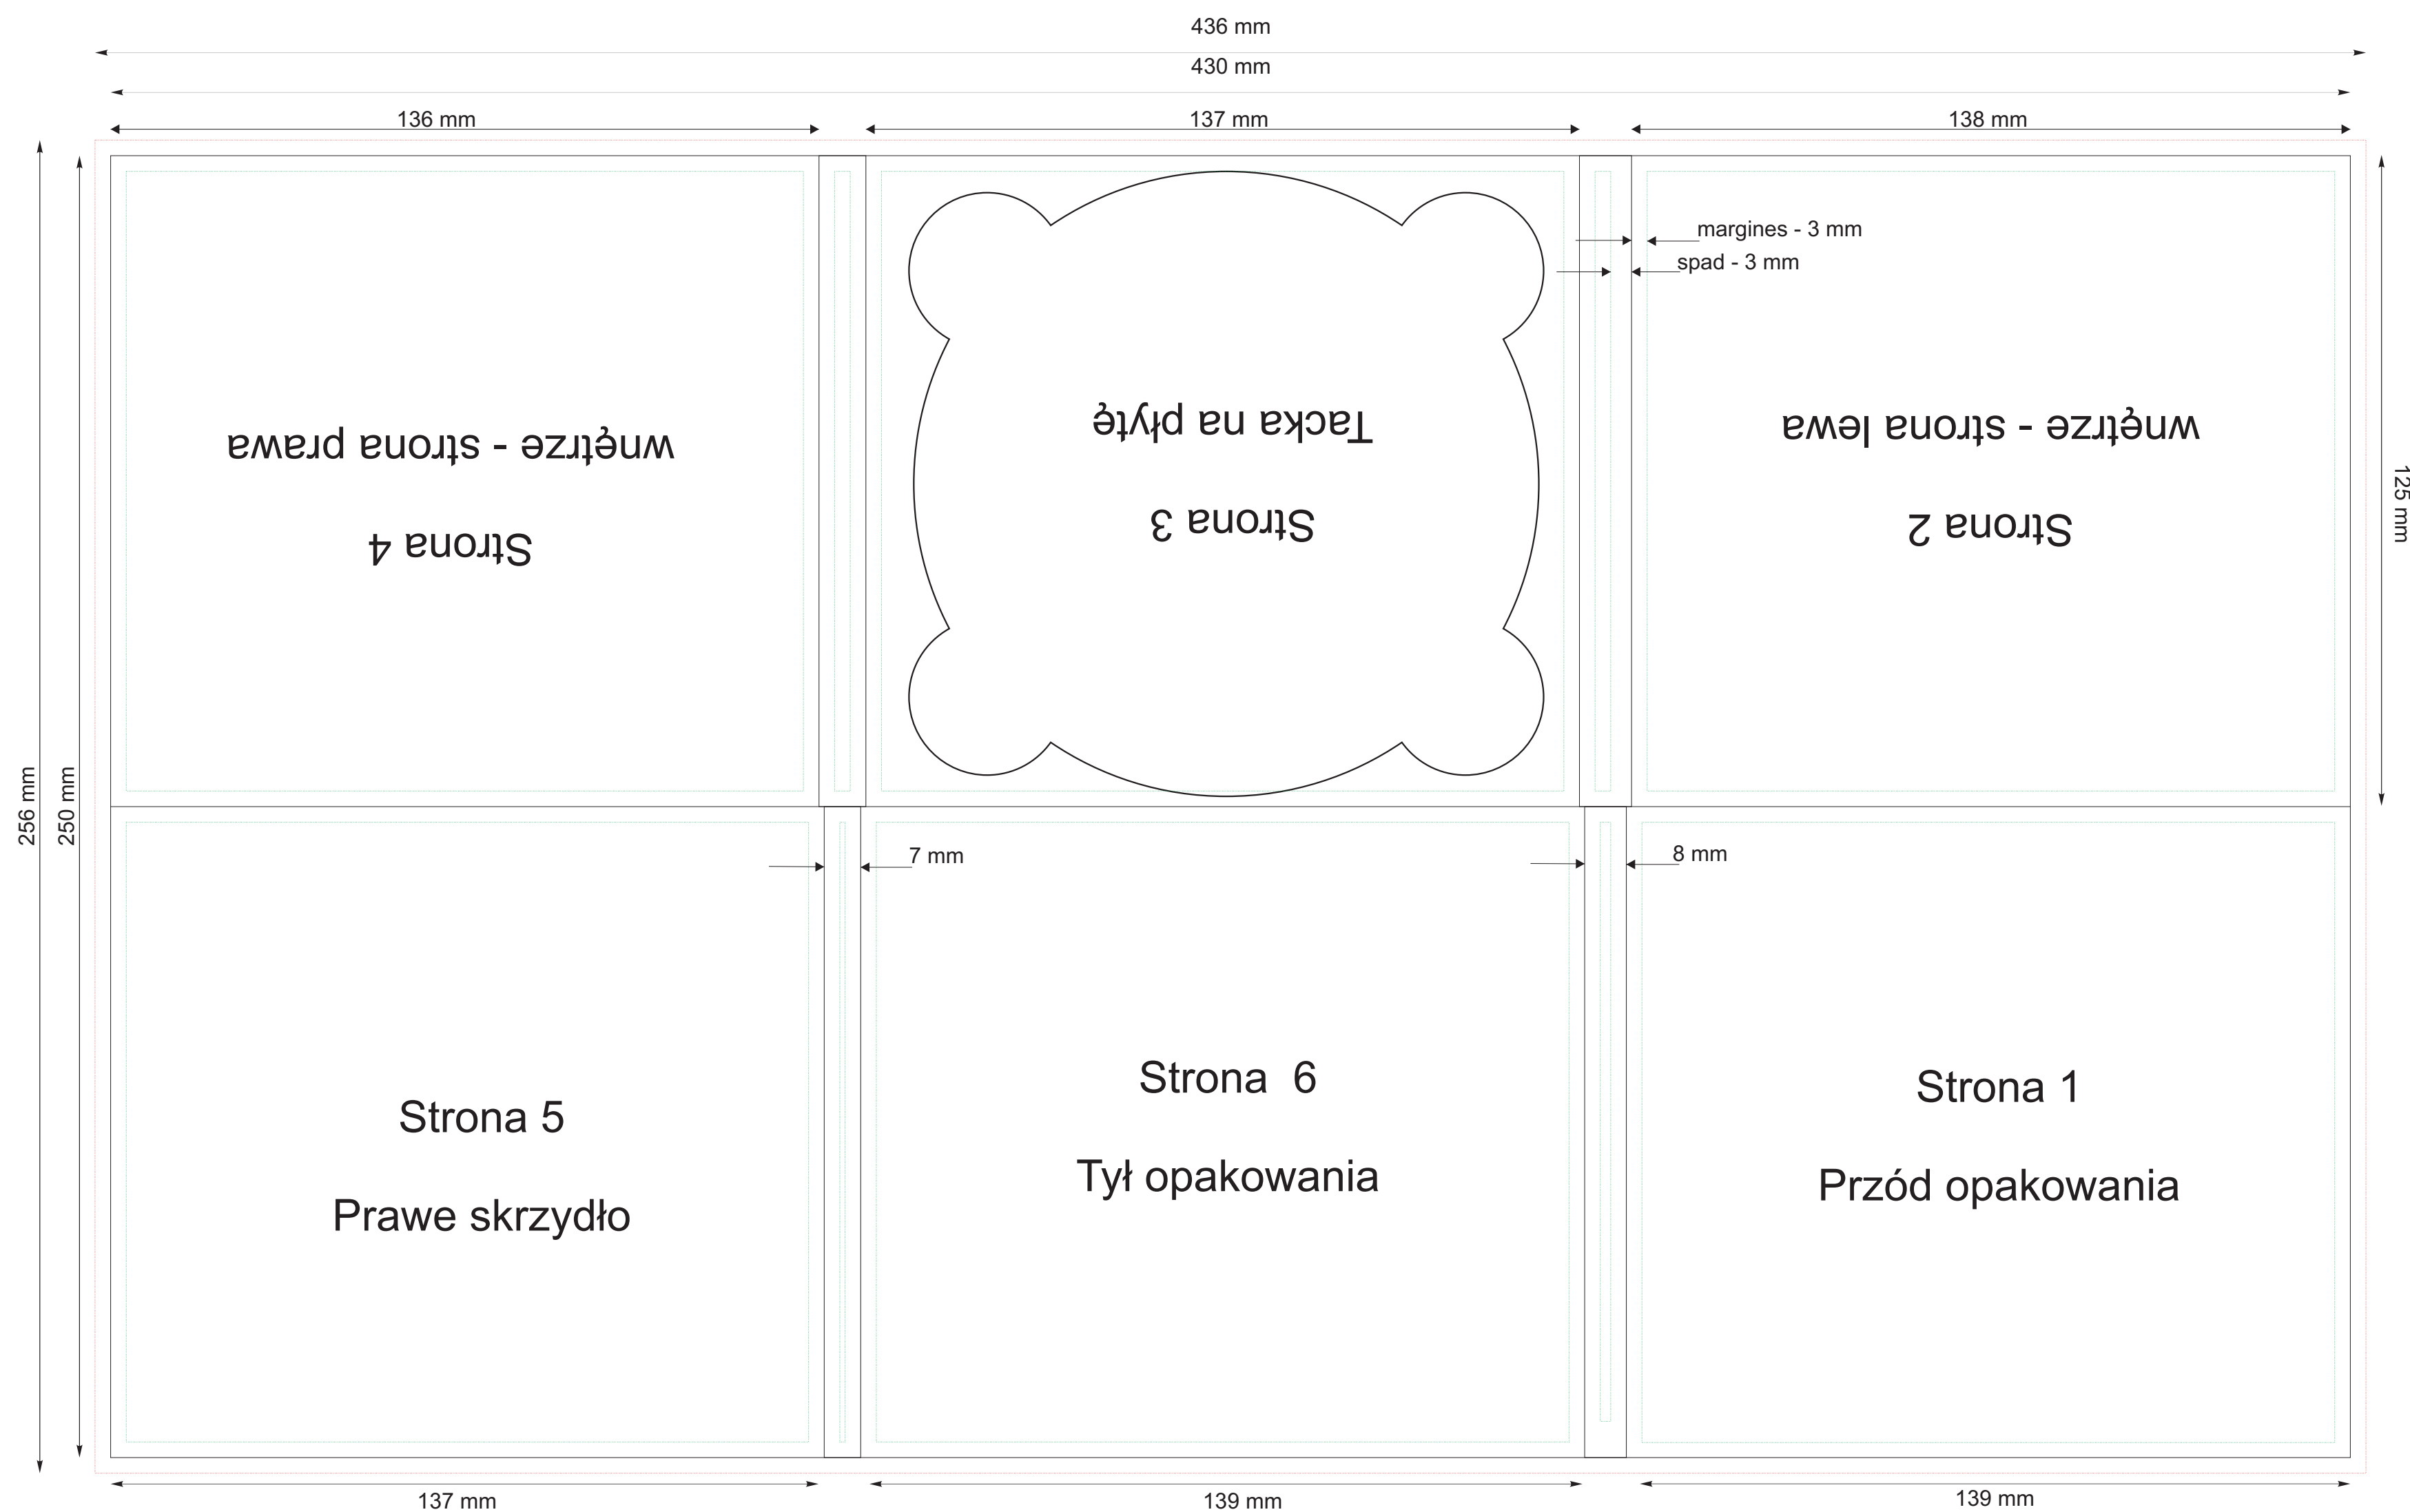 436 mm
430 mm
136 mm
137 mm
138 mm
margines - 3 mm
spad - 3 mm
wnętrze - strona prawa
Strona 4
Tacka na płytę
Strona 3
wnętrze - strona lewa
Strona 2
125 mm
256 mm
250 mm
7 mm
8 mm
Strona 5
Prawe skrzydło
Strona 6
Tył opakowania
Strona 1
Przód opakowania
137 mm
139 mm
139 mm